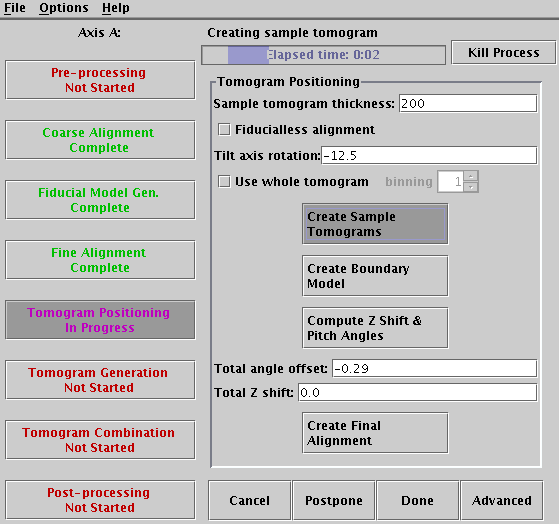 File Options Help
Axis A:
Creating sample tomogram
Elapsed time: 0:02
Kill Process
Pre-processing
Not Started
Coarse Alignment
Complete
Fiducial Model Gen.
Complete
Fine Alignment
Complete
Tomogram Positioning
In Progress
Tomogram Generation
Not Started
Tomogram Combination
Not Started
Post-processing
Not Started
Tomogram Positioning
Sample tomogram thickness: 200
Fiducialless alignment
Tilt axis rotation: -12.5
Use whole tomogram binning 1
Create Sample
Tomograms
Create Boundary
Model
Compute Z Shift &
Pitch Angles
Total angle offset: -0.29
Total Z shift: 0.0
Create Final
Alignment
Cancel Postpone Done Advanced